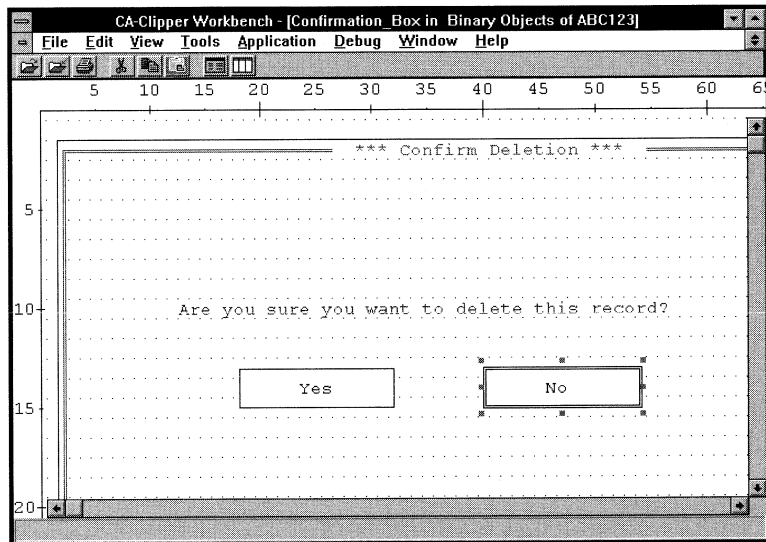 CA-Clipper Workbench - [Confirmation_Box in Binary Objects of ABC123]
File Edit View Tools Application Debug Window Help
5 10 15 20 25 30 35 40 45 50 55 60 65
*** Confirm Deletion ***
5
10
Are you sure you want to delete this record?
Yes No
15
20